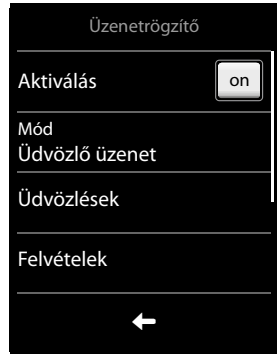 Üzenetrögzítő
Aktiválás on
Mód
Üdvözlő üzenet
Üdvözlések
Felvételek